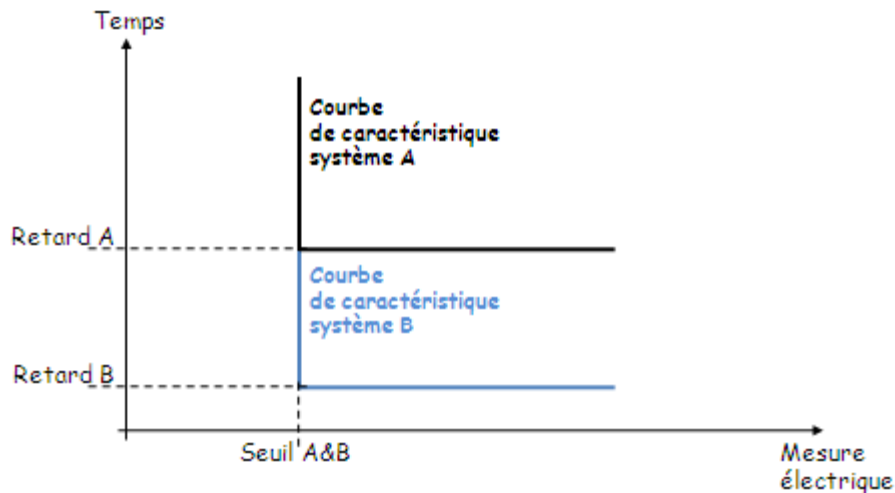 Temps
Courbe
de caractéristique
système A
Retard A
Courbe
de caractéristique
système B
Retard B
Seuil A&B
Mesure
électrique